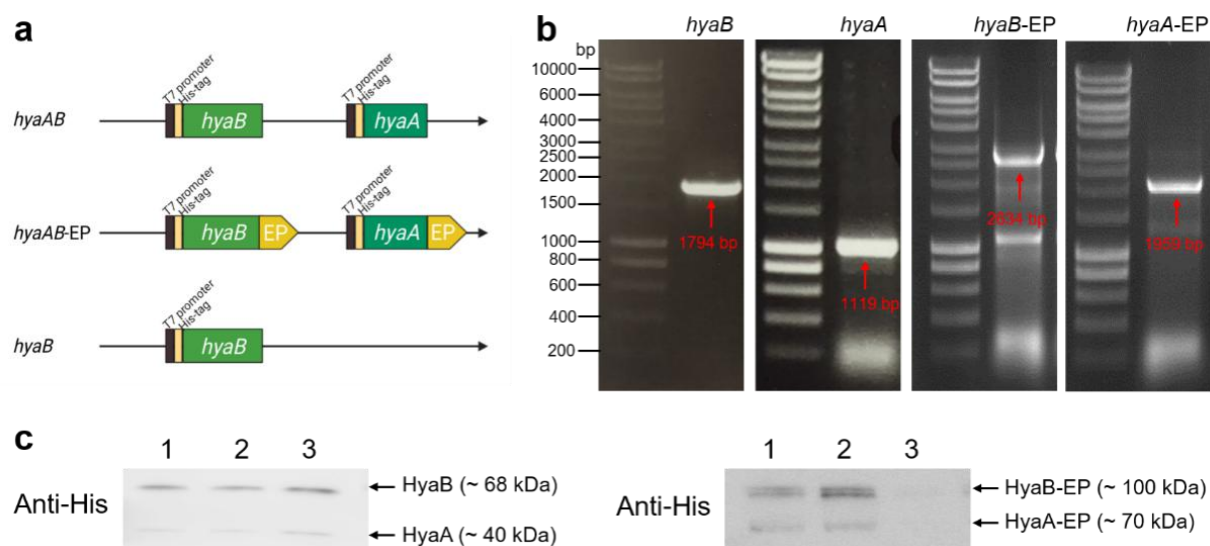 a
T7 promoter
His-tag
T7 promoter
His-tag
hyaAB
hyaB
hyaA
T7 promoter
His-tag
T7 promoter
His-tag
hyaAB-EP
hyaB
EP
hyaA
EP
T7 promoter
His-tag
hyaB
hyaB
b
hyaB
hyaA
hyaB-EP
hyaA-EP
bp
10000
6000
4000
3000
2500
2000
1500
1000
800
600
400
200
1794 bp
1119 bp
2634 bp
1959 bp
c
1 2 3
Anti-His
HyaB (~ 68 kDa)
HyaA (~ 40 kDa)
1 2 3
Anti-His
HyaB-EP (~ 100 kDa)
HyaA-EP (~ 70 kDa)